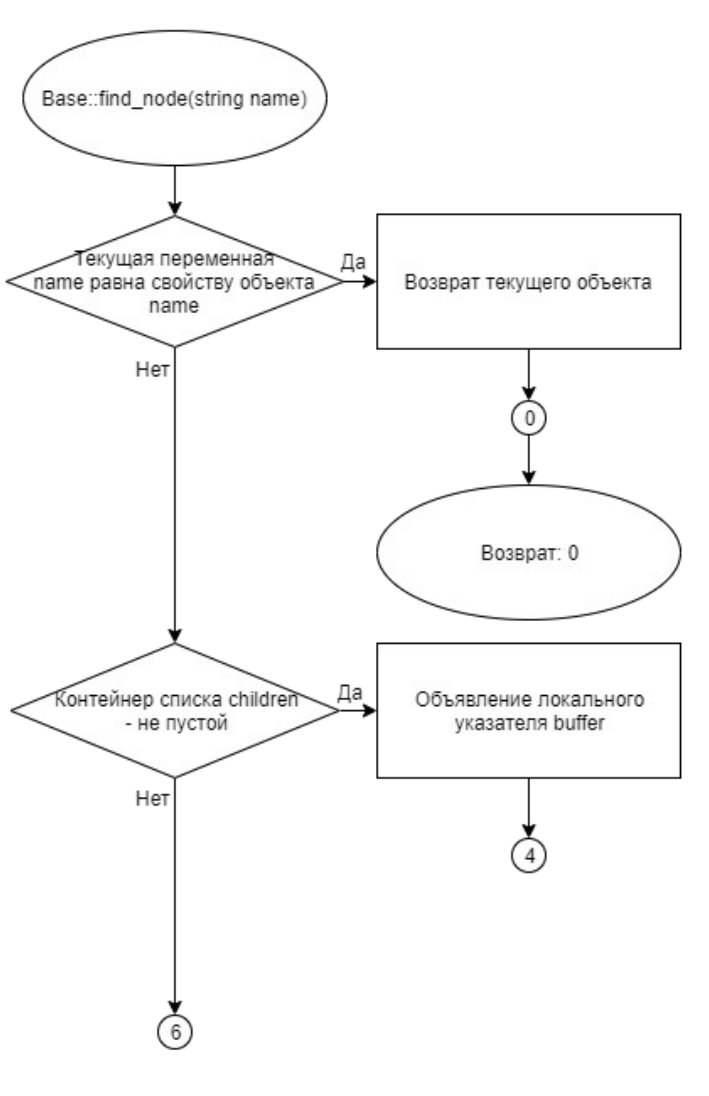 Base::find_node(string name)
Текущая переменная
name равна свойству объекта
name
Да
Возврат текущего объекта
Нет
0
Возврат: 0
Контейнер списка children
- не пустой
Да
Объявление локального
указателя buffer
Нет
4
6